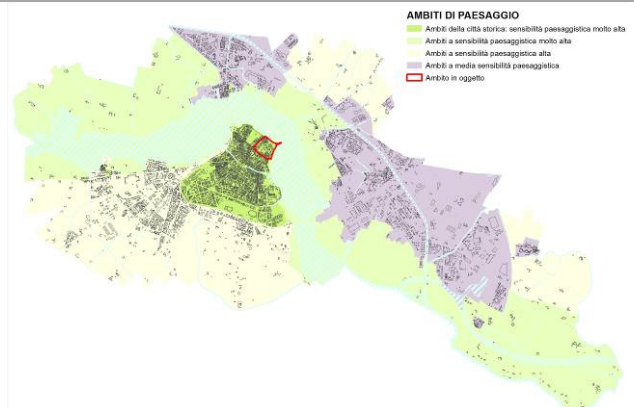 AMBITI DI PAESAGGIO
Ambiti della città storica: sensibilità paesaggistica molto alta
Ambiti a sensibilità paesaggistica molto alta
Ambiti a sensibilità paesaggistica alta
Ambiti a media sensibilità paesaggistica
Ambito in oggetto